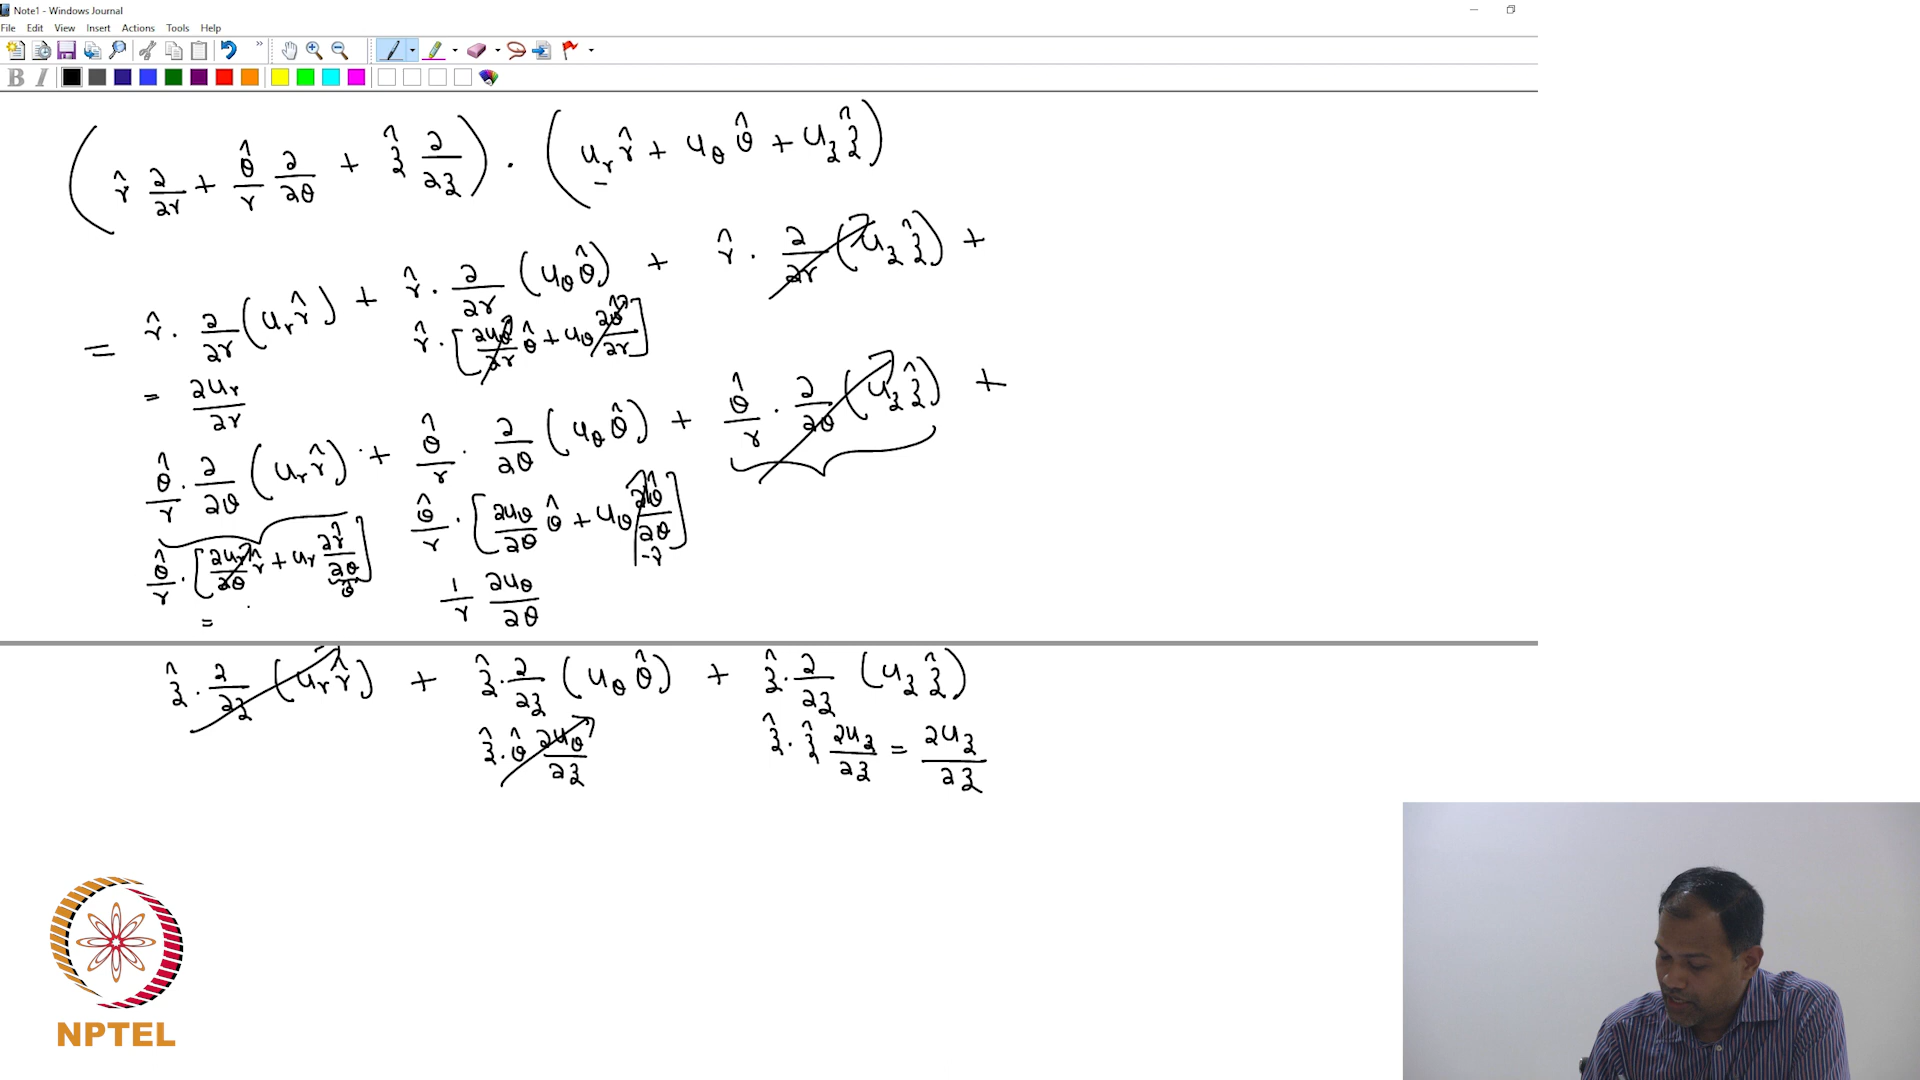 Note1 - Windows Journal
File Edit View Insert Actions Tools Help
B I
(r̂ ∂/∂r + θ̂/r ∂/∂θ + ẑ ∂/∂z) · (u_r r̂ + u_θ θ̂ + u_z ẑ)
= r̂ · ∂/∂r (u_r r̂) + r̂ · ∂/∂r (u_θ θ̂) + r̂ · ∂/∂r (u_z ẑ) +
r̂ · [∂u_θ/∂r θ̂ + u_θ ∂θ̂/∂r]
= ∂u_r/∂r
θ̂/r · ∂/∂θ (u_r r̂) + θ̂/r · ∂/∂θ (u_θ θ̂) + θ̂/r · ∂/∂θ (u_z ẑ) +
θ̂/r · [∂u_r/∂θ r̂ + u_r ∂r̂/∂θ] θ̂
θ̂/r · [∂u_θ/∂θ θ̂ + u_θ ∂θ̂/∂θ] -r̂
=
1/r ∂u_θ/∂θ
ẑ · ∂/∂z (u_r r̂) + ẑ · ∂/∂z (u_θ θ̂) + ẑ · ∂/∂z (u_z ẑ)
ẑ · θ̂ ∂u_θ/∂z
ẑ · ẑ ∂u_z/∂z = ∂u_z/∂z
NPTEL